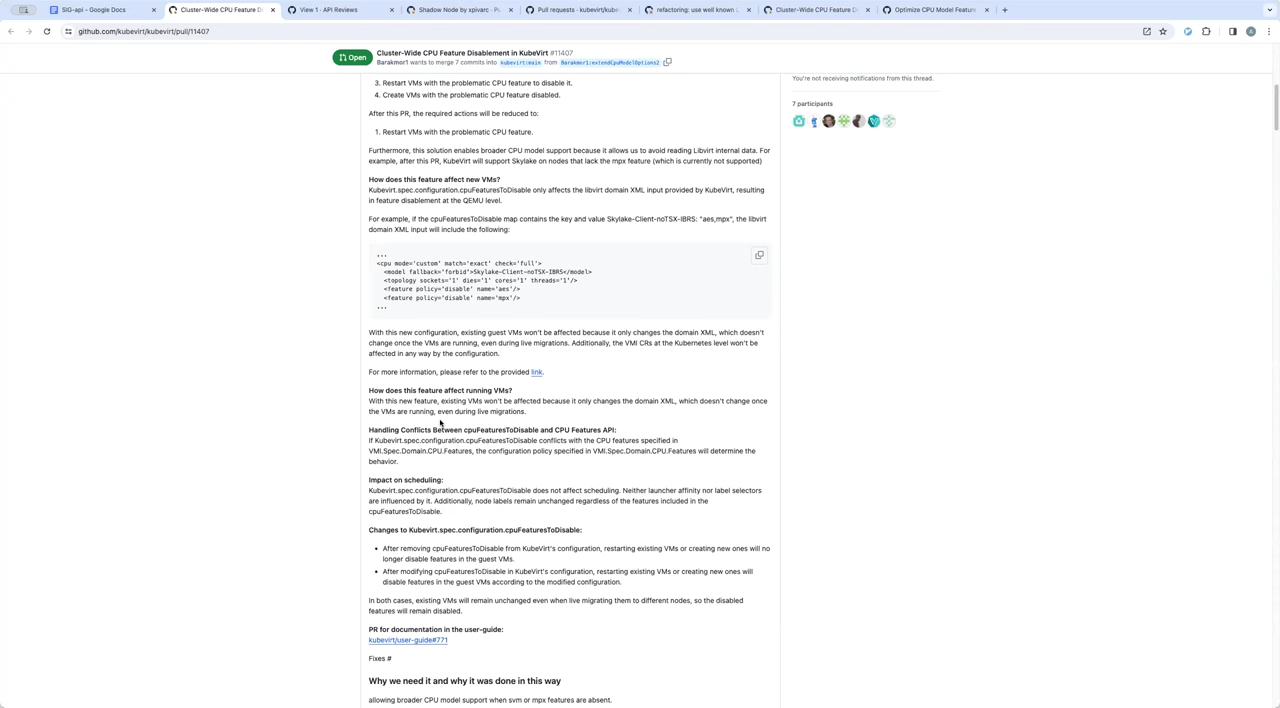 SIG-api - Google Docs
Cluster-Wide CPU Feature D
View 1 · API Reviews
Shadow Node by xpivarc · Pu
Pull requests · kubevirt/kube
refactoring: use well known l
Cluster-Wide CPU Feature D
Optimize CPU Model Feature
github.com/kubevirt/kubevirt/pull/11407
Open
Cluster-Wide CPU Feature Disablement in KubeVirt #11407
Barakmor1 wants to merge 7 commits into kubevirt:main from Barakmor1:extendCpuModelOptions2
You're not receiving notifications from this thread.
7 participants
3. Restart VMs with the problematic CPU feature to disable it.
4. Create VMs with the problematic CPU feature disabled.
After this PR, the required actions will be reduced to:
1. Restart VMs with the problematic CPU feature.
Furthermore, this solution enables broader CPU model support because it allows us to avoid reading Libvirt internal data. For
example, after this PR, KubeVirt will support Skylake on nodes that lack the mpx feature (which is currently not supported)
How does this feature affect new VMs?
Kubevirt.spec.configuration.cpuFeaturesToDisable only affects the libvirt domain XML input provided by KubeVirt, resulting
in feature disablement at the QEMU level.
For example, if the cpuFeaturesToDisable map contains the key and value Skylake-Client-noTSX-IBRS: "aes,mpx", the libvirt
domain XML input will include the following:
...
<cpu mode='custom' match='exact' check='full'>
<model fallback='forbid'>Skylake-Client-noTSX-IBRS</model>
<topology sockets='1' dies='1' cores='1' threads='1'/>
<feature policy='disable' name='aes'/>
<feature policy='disable' name='mpx'/>
...
With this new configuration, existing guest VMs won't be affected because it only changes the domain XML, which doesn't
change once the VMs are running, even during live migrations. Additionally, the VMI CRs at the Kubernetes level won't be
affected in any way by the configuration.
For more information, please refer to the provided link.
How does this feature affect running VMs?
With this new feature, existing VMs won't be affected because it only changes the domain XML, which doesn't change once
the VMs are running, even during live migrations.
Handling Conflicts Between cpuFeaturesToDisable and CPU Features API:
If Kubevirt.spec.configuration.cpuFeaturesToDisable conflicts with the CPU features specified in
VMI.Spec.Domain.CPU.Features, the configuration policy specified in VMI.Spec.Domain.CPU.Features will determine the
behavior.
Impact on scheduling:
Kubevirt.spec.configuration.cpuFeaturesToDisable does not affect scheduling. Neither launcher affinity nor label selectors
are influenced by it. Additionally, node labels remain unchanged regardless of the features included in the
cpuFeaturesToDisable.
Changes to Kubevirt.spec.configuration.cpuFeaturesToDisable:
• After removing cpuFeaturesToDisable from KubeVirt's configuration, restarting existing VMs or creating new ones will no
longer disable features in the guest VMs.
• After modifying cpuFeaturesToDisable in KubeVirt's configuration, restarting existing VMs or creating new ones will
disable features in the guest VMs according to the modified configuration.
In both cases, existing VMs will remain unchanged even when live migrating them to different nodes, so the disabled
features will remain disabled.
PR for documentation in the user-guide:
kubevirt/user-guide#771
Fixes #
Why we need it and why it was done in this way
allowing broader CPU model support when svm or mpx features are absent.